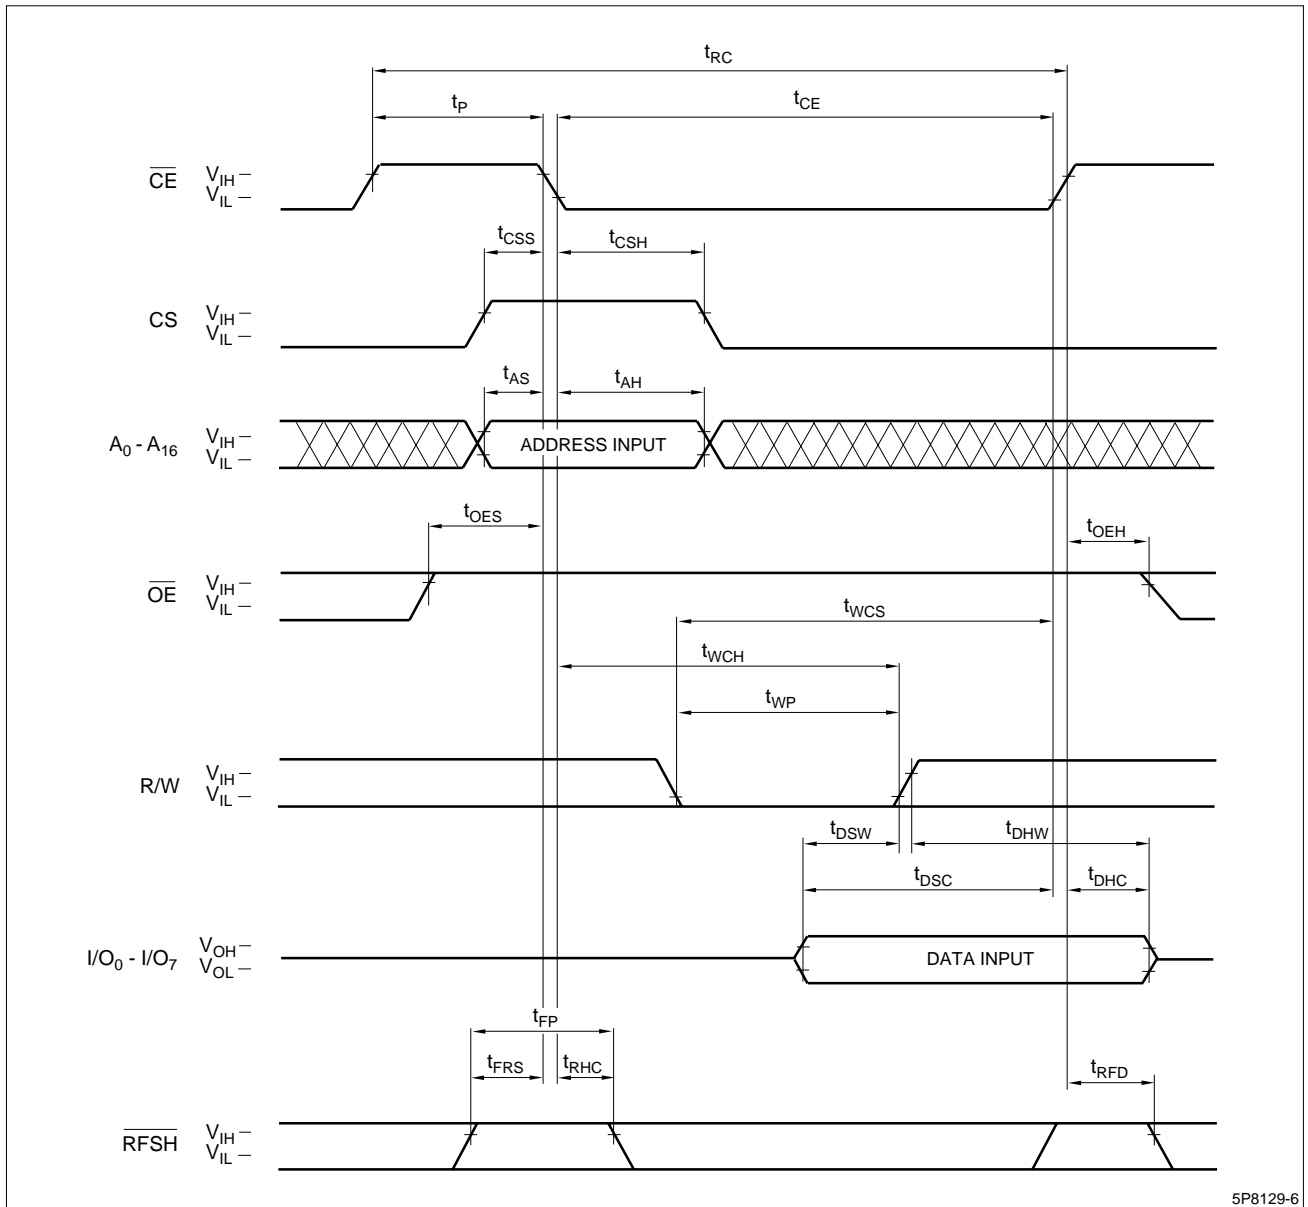 tRC
tP
tCE
CE VIH –
VIL –
tCSS
tCSH
CS VIH –
VIL –
tAS
tAH
A0 - A16 VIH –
VIL –
ADDRESS INPUT
tOES
tOEH
OE VIH –
VIL –
tWCS
tWCH
tWP
R/W VIH –
VIL –
tDSW
tDHW
tDSC
tDHC
I/O0 - I/O7 VOH –
VOL –
DATA INPUT
tFP
tFRS
tRHC
tRFD
RFSH VIH –
VIL –
5P8129-6